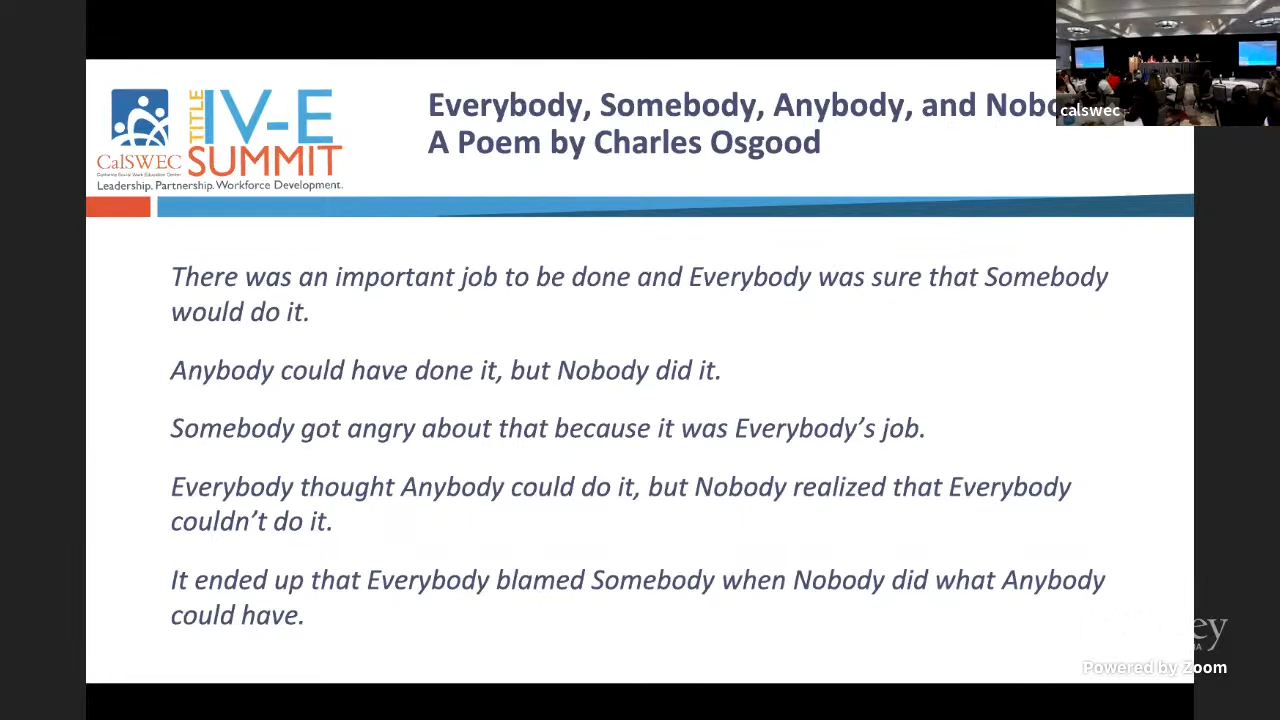 TITLE IV-E
SUMMIT
CalSWEC
California Social Work Education Center
Leadership. Partnership. Workforce Development.
Everybody, Somebody, Anybody, and
A Poem by Charles Osgood
calswec
There was an important job to be done and Everybody was sure that Somebody
would do it.
Anybody could have done it, but Nobody did it.
Somebody got angry about that because it was Everybody’s job.
Everybody thought Anybody could do it, but Nobody realized that Everybody
couldn’t do it.
It ended up that Everybody blamed Somebody when Nobody did what Anybody
could have.
Powered by Zoom